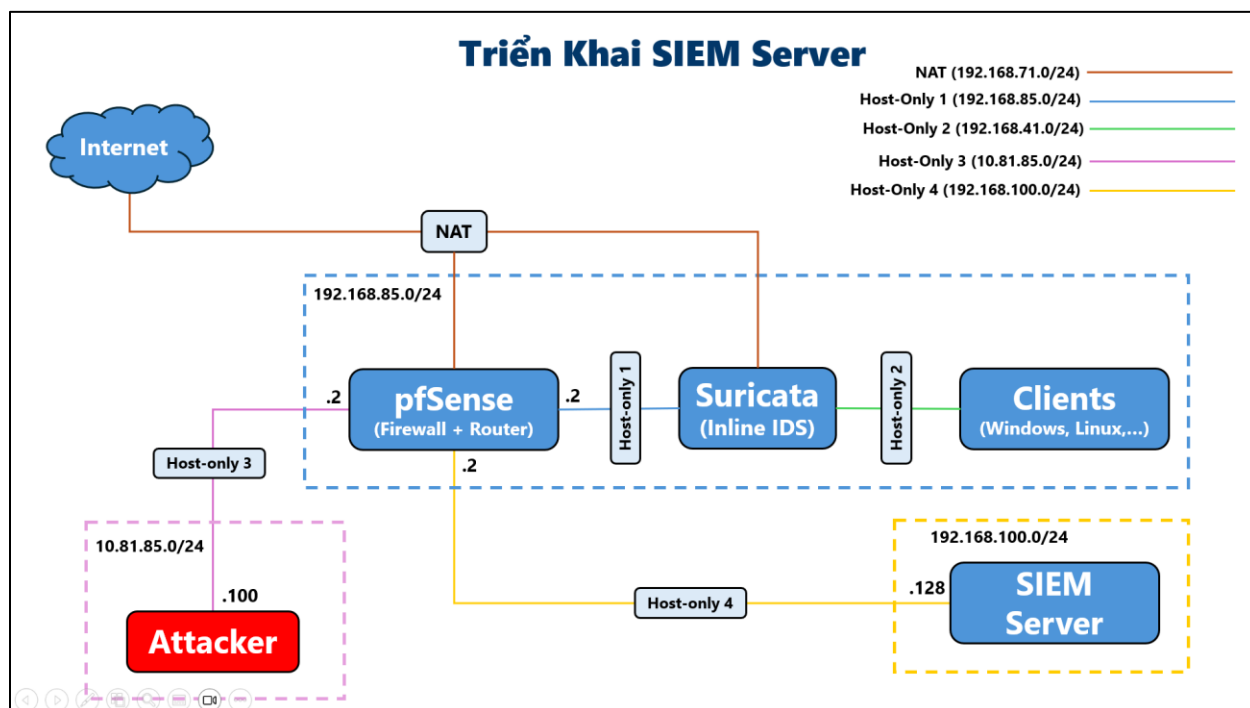 Triển Khai SIEM Server
NAT (192.168.71.0/24)
Host-Only 1 (192.168.85.0/24)
Host-Only 2 (192.168.41.0/24)
Host-Only 3 (10.81.85.0/24)
Host-Only 4 (192.168.100.0/24)
Internet
NAT
192.168.85.0/24
.2
pfSense
(Firewall + Router)
.2
Host-only 1
Suricata
(Inline IDS)
Host-only 2
Clients
(Windows, Linux,...)
.2
Host-only 3
10.81.85.0/24
.100
Attacker
Host-only 4
192.168.100.0/24
.128
SIEM
Server